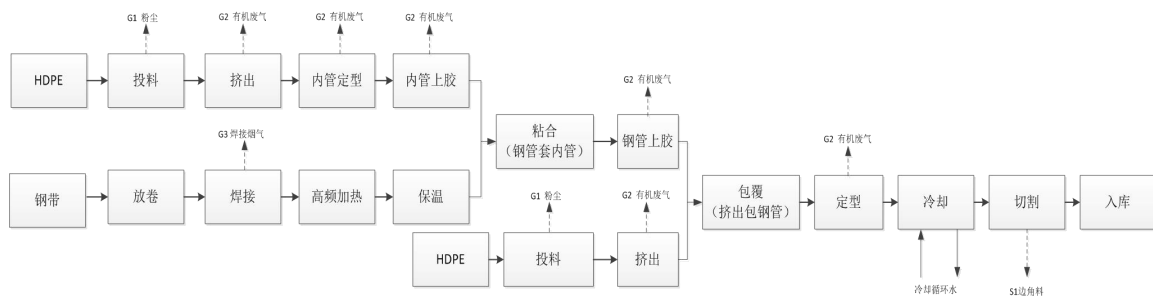 G1 粉尘
G2 有机废气
G2 有机废气
G2 有机废气
HDPE
投料
挤出
内管定型
内管上胶
G2 有机废气
G3 焊接烟气
粘合
（钢管套内管）
钢管上胶
G2 有机废气
钢带
放卷
焊接
高频加热
保温
G1 粉尘
G2 有机废气
包覆
（挤出包钢管）
定型
冷却
切割
入库
HDPE
投料
挤出
冷却循环水
S1边角料